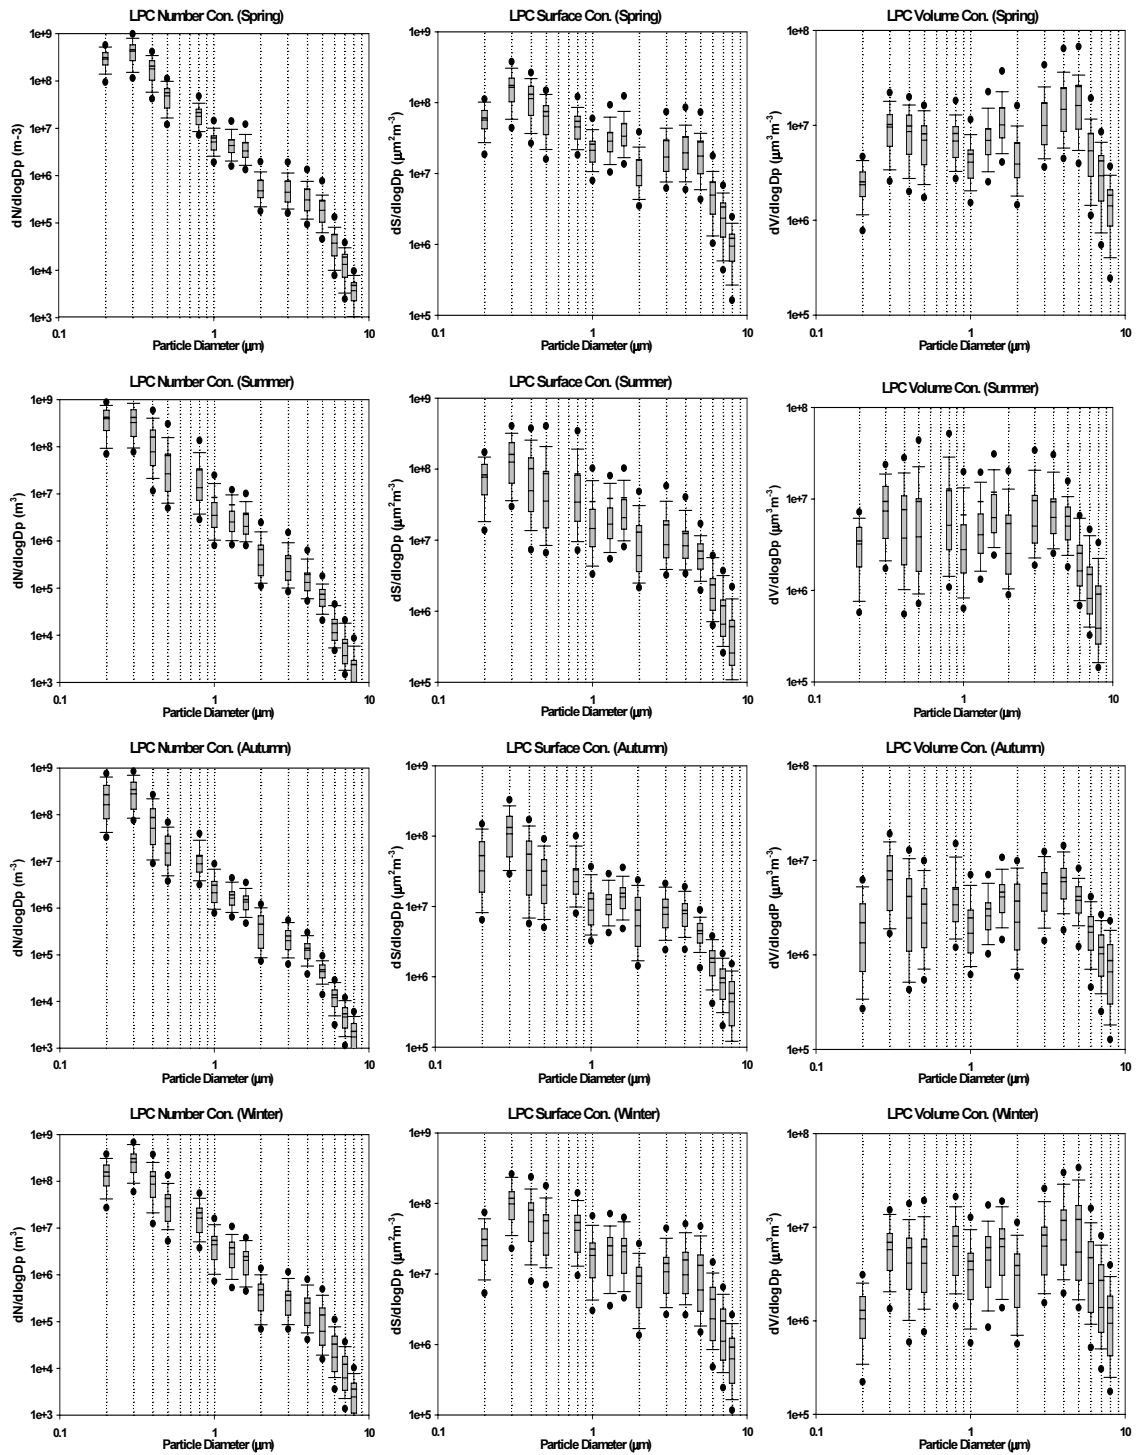 LPC Number Con. (Spring)
1e+9
1e+8
1e+7
1e+6
1e+5
1e+4
1e+3
dN/dlogDp (m-3)
0.1
1
10
Particle Diameter (µm)
LPC Surface Con. (Spring)
1e+9
1e+8
1e+7
1e+6
1e+5
dS/dlogDp (µm²m⁻³)
0.1
1
10
Particle Diameter (µm)
LPC Volume Con. (Spring)
1e+8
1e+7
1e+6
1e+5
dV/dlogDp (µm³m⁻³)
0.1
1
10
Particle Diameter (µm)
LPC Number Con. (Summer)
1e+9
1e+8
1e+7
1e+6
1e+5
1e+4
1e+3
dN/dlogDp (m³)
0.1
1
10
Particle Diameter (µm)
LPC Surface Con. (Summer)
1e+9
1e+8
1e+7
1e+6
1e+5
dS/dlogDp (µm²m⁻³)
0.1
1
10
Particle Diameter (µm)
LPC Volume Con. (Summer)
1e+8
1e+7
1e+6
1e+5
dV/dlogDp (µm³m⁻³)
0.1
1
10
Particle Diameter (µm)
LPC Number Con. (Autumn)
1e+9
1e+8
1e+7
1e+6
1e+5
1e+4
1e+3
dN/dlogDp (m⁻³)
0.1
1
10
Particle Diameter (µm)
LPC Surface Con. (Autumn)
1e+9
1e+8
1e+7
1e+6
1e+5
dS/dlogDp (µm²m⁻³)
0.1
1
10
Particle Diameter (µm)
LPC Volume Con. (Autumn)
1e+8
1e+7
1e+6
1e+5
dV/dlogdP (µm³m⁻³)
0.1
1
10
Particle Diameter (µm)
LPC Number Con. (Winter)
1e+9
1e+8
1e+7
1e+6
1e+5
1e+4
1e+3
dN/dlogDp (m³)
0.1
1
10
Particle Diameter (µm)
LPC Surface Con. (Winter)
1e+9
1e+8
1e+7
1e+6
1e+5
dS/dlogDp (µm²m⁻³)
0.1
1
10
Particle Diameter (µm)
LPC Volume Con. (Winter)
1e+8
1e+7
1e+6
1e+5
dV/dlogDp (µm³m⁻³)
0.1
1
10
Particle Diameter (µm)